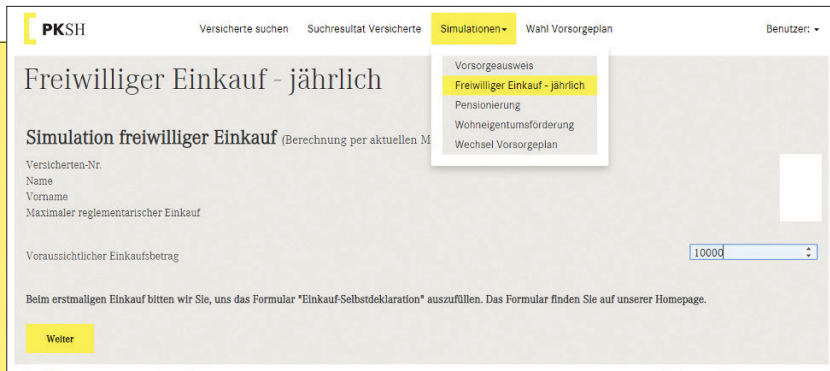 PKSH Versicherte suchen Suchresultat Versicherte Simulationen Wahl Vorsorgeplan Benutzer:
Vorsorgeausweis
Freiwilliger Einkauf - jährlich
Pensionierung
Wohneigentumsförderung
Wechsel Vorsorgeplan
Freiwilliger Einkauf - jährlich
Simulation freiwilliger Einkauf (Berechnung per aktuellen M
Versicherten-Nr.
Name
Vorname
Maximaler reglementarischer Einkauf
Voraussichtlicher Einkaufsbetrag 10000
Beim erstmaligen Einkauf bitten wir Sie, uns das Formular "Einkauf-Selbstdeklaration" auszufüllen. Das Formular finden Sie auf unserer Homepage.
Weiter